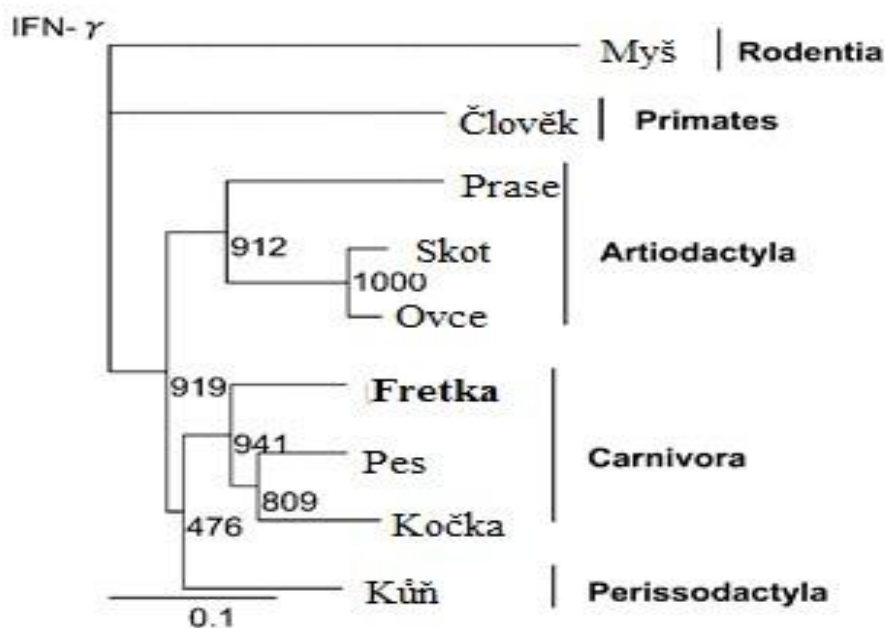 IFN- γ
Myš Rodentia
Člověk Primates
Prase
912
Skot Artiodactyla
1000
Ovce
919
Fretka
941
Pes Carnivora
809
476
Kočka
Kůň Perissodactyla
0.1